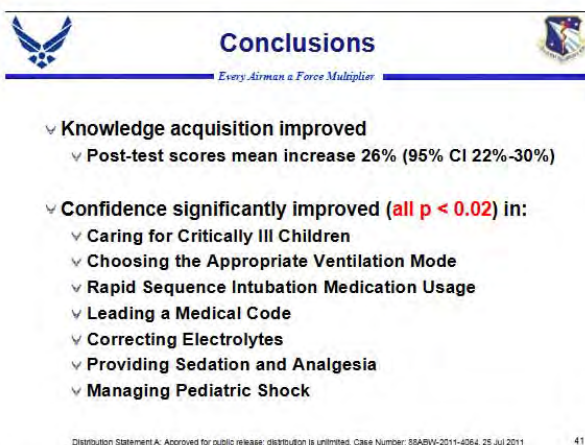 Conclusions
Every Airman a Force Multiplier
Knowledge acquisition improved
Post-test scores mean increase 26% (95% CI 22%-30%)
Confidence significantly improved (all p < 0.02) in:
Caring for Critically Ill Children
Choosing the Appropriate Ventilation Mode
Rapid Sequence Intubation Medication Usage
Leading a Medical Code
Correcting Electrolytes
Providing Sedation and Analgesia
Managing Pediatric Shock
Distribution Statement A: Approved for public release; distribution is unlimited. Case Number: 88ABW-2011-4064, 25 Jul 2011
41